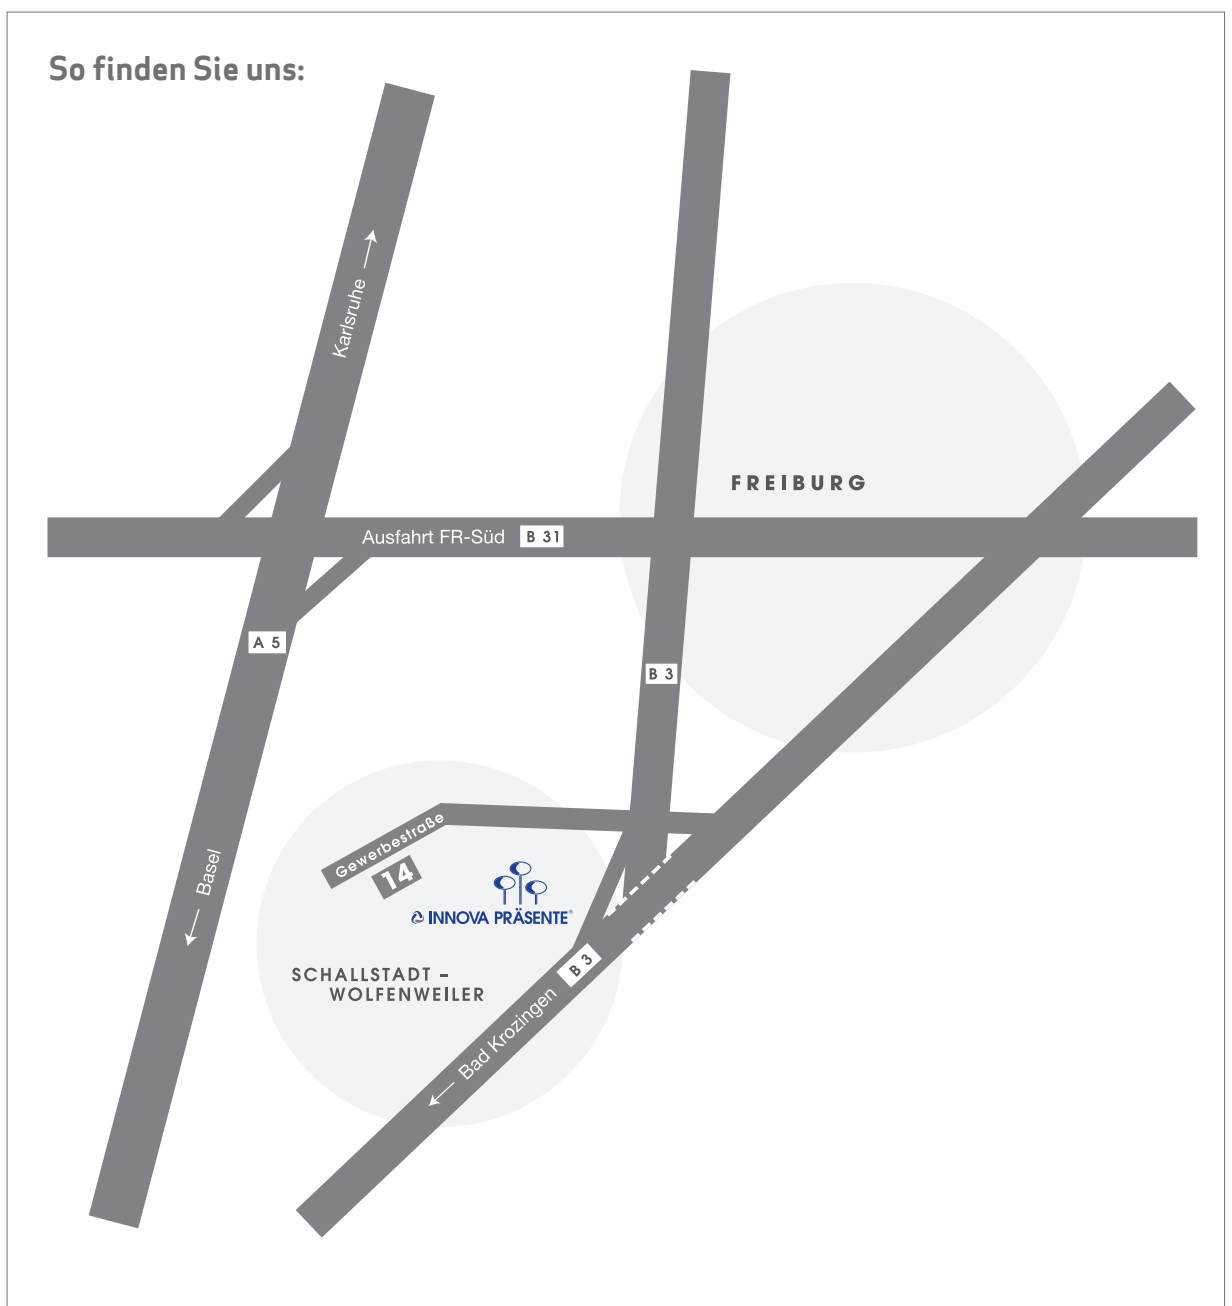 So finden Sie uns:
Karlsruhe
FREIBURG
Ausfahrt FR-Süd B 31
A 5
B 3
Gewerbestraße
14
Basel
INNOVA PRÄSENTE®
B 3
SCHALLSTADT –
WOLFENWEILER
Bad Krozingen